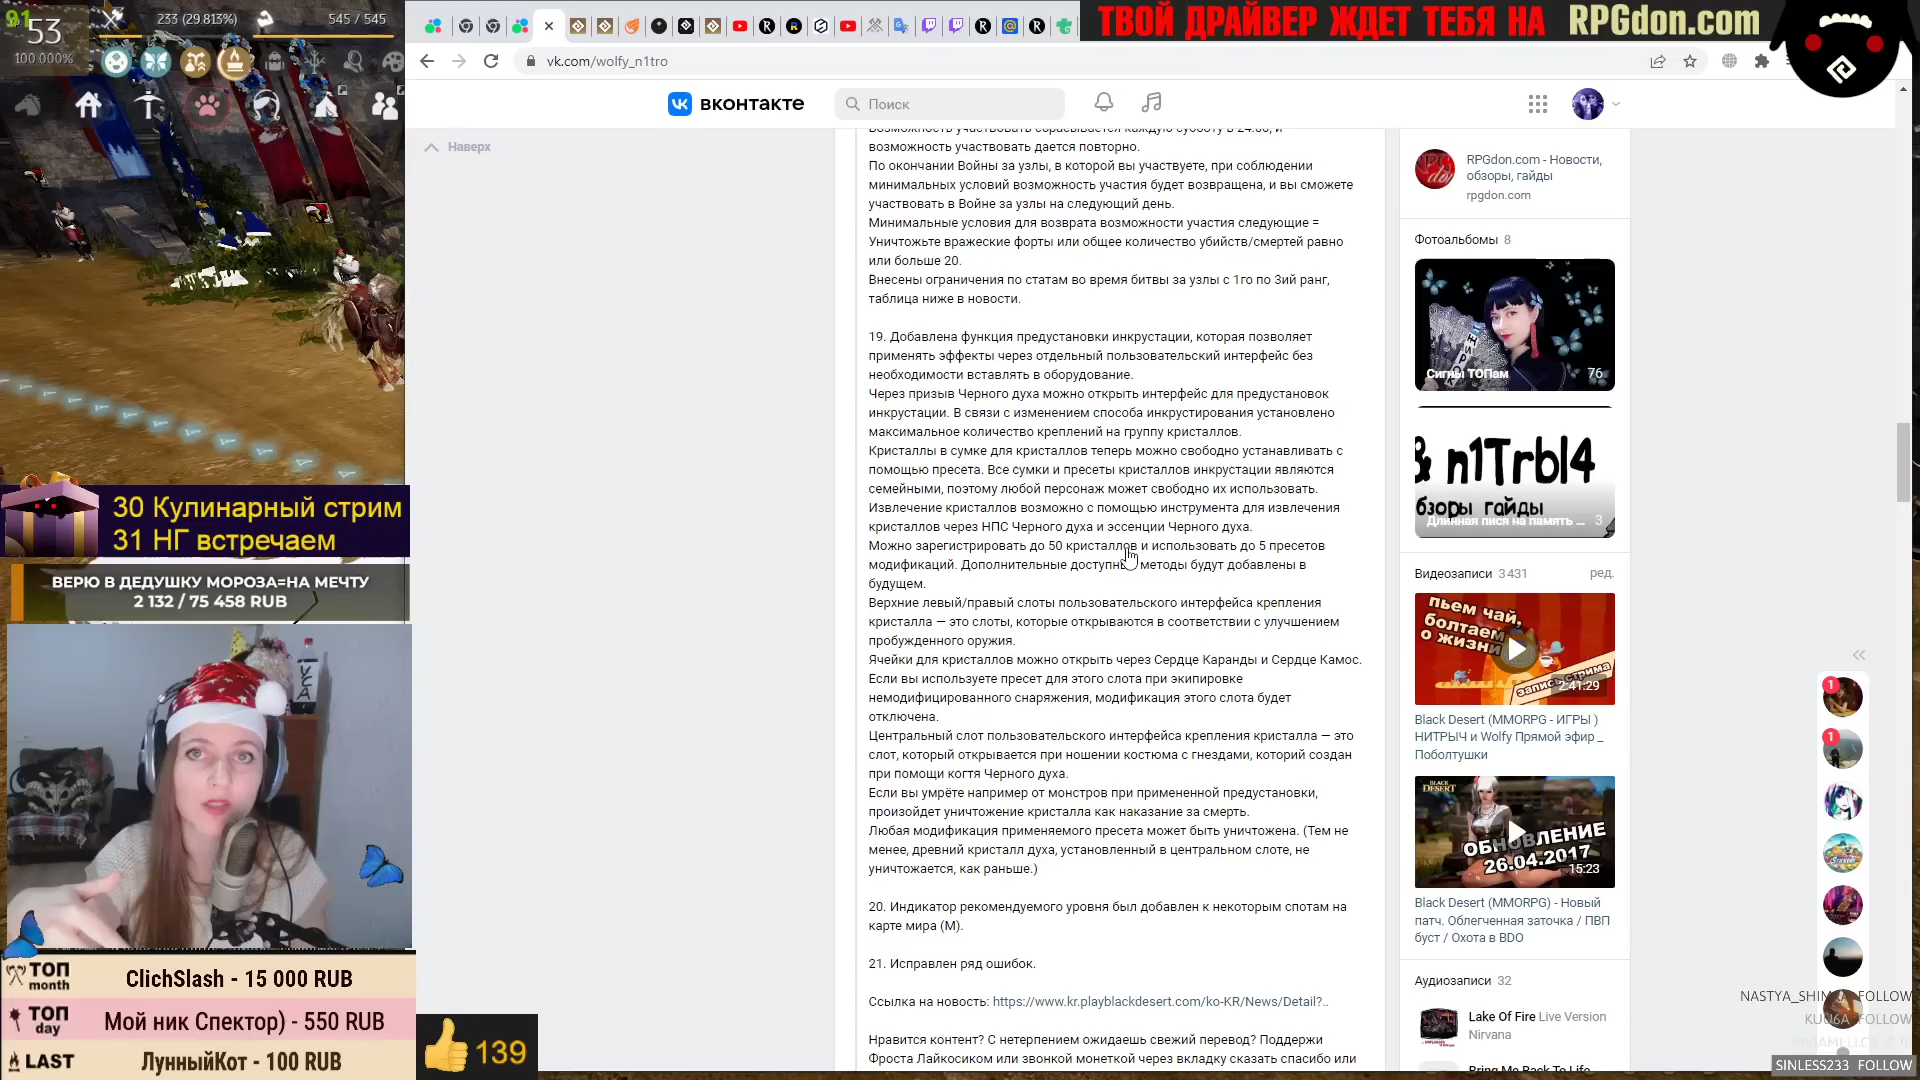 91
53
100.000%
233 (29.813%)
545 / 545
ТВОЙ ДРАЙВЕР ЖДЕТ ТЕБЯ НА RPGdon.com
vk.com/wolfy_n1tro
вконтакте
Поиск
Наверх
возможность участвовать дается повторно.
По окончании Войны за узлы, в которой вы участвуете, при соблюдении
минимальных условий возможность участия будет возвращена, и вы сможете
участвовать в Войне за узлы на следующий день.
Минимальные условия для возврата возможности участия следующие =
Уничтожьте вражеские форты или общее количество убийств/смертей равно
или больше 20.
Внесены ограничения по статам во время битвы за узлы с 1го по 3ий ранг,
таблица ниже в новости.
19. Добавлена функция предустановки инкрустации, которая позволяет
применять эффекты через отдельный пользовательский интерфейс без
необходимости вставлять в оборудование.
Через призыв Черного духа можно открыть интерфейс для предустановок
инкрустации. В связи с изменением способа инкрустирования установлено
максимальное количество креплений на группу кристаллов.
Кристаллы в сумке для кристаллов теперь можно свободно устанавливать с
помощью пресета. Все сумки и пресеты кристаллов инкрустации являются
семейными, поэтому любой персонаж может свободно их использовать.
Извлечение кристаллов возможно с помощью инструмента для извлечения
кристаллов через НПС Черного духа и эссенции Черного духа.
Можно зарегистрировать до 50 кристаллов и использовать до 5 пресетов
модификаций. Дополнительные доступные методы будут добавлены в
будущем.
Верхние левый/правый слоты пользовательского интерфейса крепления
кристалла — это слоты, которые открываются в соответствии с улучшением
пробужденного оружия.
Ячейки для кристаллов можно открыть через Сердце Каранды и Сердце Камос.
Если вы используете пресет для этого слота при экипировке
немодифицированного снаряжения, модификация этого слота будет
отключена.
Центральный слот пользовательского интерфейса крепления кристалла — это
слот, который открывается при ношении костюма с гнездами, который создан
при помощи когтя Черного духа.
Если вы умрёте например от монстров при примененной предустановки,
произойдет уничтожение кристалла как наказание за смерть.
Любая модификация применяемого пресета может быть уничтожена. (Тем не
менее, древний кристалл духа, установленный в центральном слоте, не
уничтожается, как раньше.)
20. Индикатор рекомендуемого уровня был добавлен к некоторым спотам на
карте мира (М).
21. Исправлен ряд ошибок.
Ссылка на новость: https://www.kr.playblackdesert.com/ko-KR/News/Detail?..
Нравится контент? С нетерпением ожидаешь свежий перевод? Поддержи
Фроста Лайкосиком или звонкой монеткой через вкладку сказать спасибо или
RPGdon.com - Новости,
обзоры, гайды
rpgdon.com
Фотоальбомы 8
Сигны ТОПам 76
& n1Trbl4
бзоры гайды
Длинная пися на память ... 3
Видеозаписи 3 431
ред.
пьем чай,
болтаем
о жизни
запись стрима
2:41:29
Black Desert (MMORPG - ИГРЫ )
НИТРЫЧ и Wolfy Прямой эфир _
Поболтушки
BLACK
DESERT
ОБНОВЛЕНИЕ
26.04.2017
15:23
Black Desert (MMORPG) - Новый
патч. Облегченная заточка / ПВП
буст / Охота в BDO
Аудиозаписи 32
Lake Of Fire Live Version
Nirvana
Bring Me Back To Life
1
1
FOLLOW
FOLLOW
SINLESS233 FOLLOW
30 Кулинарный стрим
31 НГ встречаем
ВЕРЮ В ДЕДУШКУ МОРОЗА=НА МЕЧТУ
2 132 / 75 458 RUB
ТОП month ClichSlash - 15 000 RUB
ТОП day Мой ник Спектор) - 550 RUB
LAST ЛунныйКот - 100 RUB
139